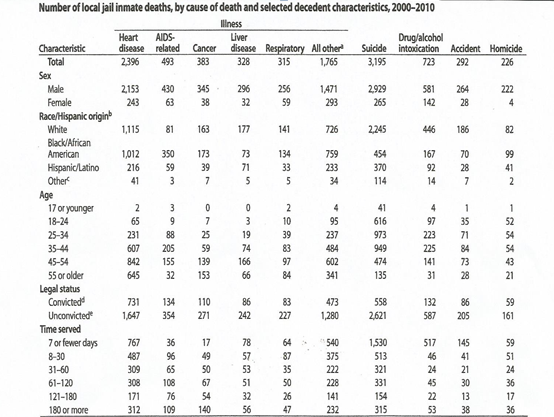 Number of local jail inmate deaths, by cause of death and selected decedent characteristics, 2000–2010
Illness
Characteristic Heart disease AIDS-related Cancer Liver disease Respiratory All otherᵃ Suicide Drug/alcohol intoxication Accident Homicide
Total 2,396 493 383 328 315 1,765 3,195 723 292 226
Sex
Male 2,153 430 345 296 256 1,471 2,929 581 264 222
Female 243 63 38 32 59 293 265 142 28 4
Race/Hispanic originᵇ
White 1,115 81 163 177 141 726 2,245 446 186 82
Black/African
American 1,012 350 173 73 134 759 454 167 70 99
Hispanic/Latino 216 59 39 71 33 233 370 92 28 41
Otherᶜ 41 3 7 5 5 34 114 14 7 2
Age
17 or younger 2 3 0 0 2 4 41 4 1 1
18–24 65 9 7 3 10 95 616 97 35 52
25–34 231 88 25 19 39 237 973 223 71 54
35–44 607 205 59 74 83 484 949 225 84 54
45–54 842 155 139 166 97 602 474 141 73 43
55 or older 645 32 153 66 84 341 135 31 28 21
Legal status
Convictedᵈ 731 134 110 86 83 473 558 132 86 59
Unconvictedᵉ 1,647 354 271 242 227 1,280 2,621 587 205 161
Time served
7 or fewer days 767 36 17 78 64 540 1,530 517 145 59
8–30 487 96 49 57 87 375 513 46 41 51
31–60 309 65 50 53 35 222 321 24 24 21
61–120 308 108 67 51 50 228 331 45 30 36
121–180 171 76 54 32 26 141 154 22 13 17
180 or more 312 109 140 56 47 232 315 53 38 36